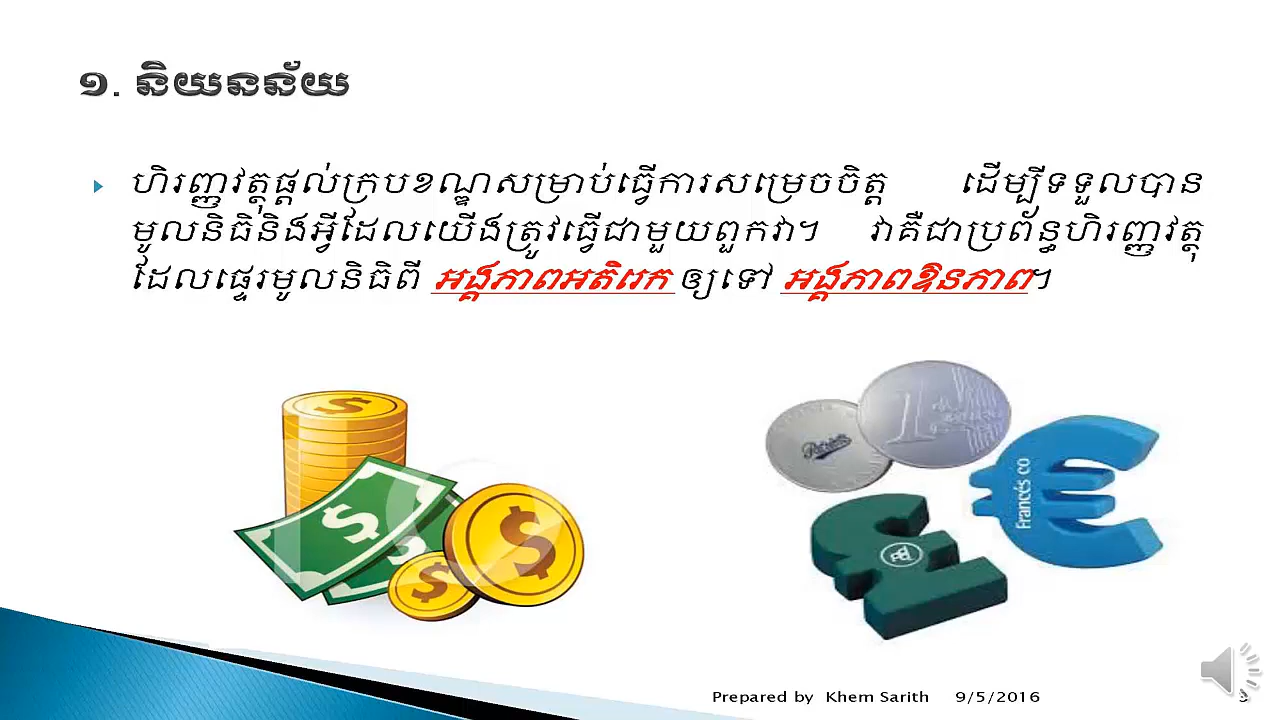 ១. និយនន័យ
ហិរញ្ញវត្ថុផ្តល់ក្របខណ្ឌសម្រាប់ធ្វើការសម្រេចចិត្ត ដើម្បីទទួលបាន
មូលនិធិនិងអ្វីដែលយើងត្រូវធ្វើជាមួយពួកវា។ វាគឺជាប្រព័ន្ធហិរញ្ញវត្ថុ
ដែលផ្ទេរមូលនិធិពី អង្គភាពអតិរេក ឲ្យទៅ អង្គភាពឱនភាព។
1
Patriots
Francés co
Prepared by Khem Sarith 9/5/2016